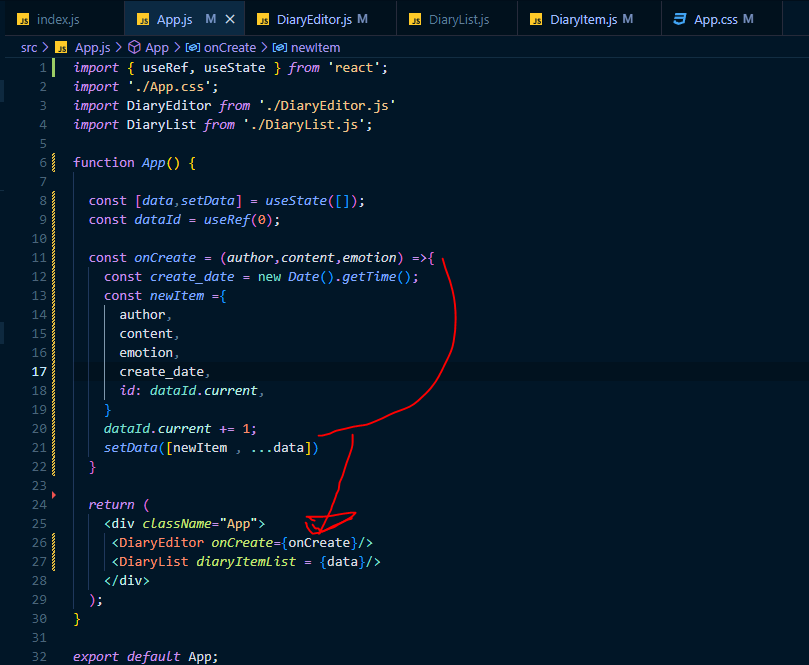 index.js
App.js M
DiaryEditor.js M
DiaryList.js
DiaryItem.js M
App.css M
src > App.js > App > onCreate > newItem
1 import { useRef, useState } from 'react';
2 import './App.css';
3 import DiaryEditor from './DiaryEditor.js'
4 import DiaryList from './DiaryList.js';
5
6 function App() {
7
8 const [data,setData] = useState([]);
9 const dataId = useRef(0);
10
11 const onCreate = (author,content,emotion) =>{
12 const create_date = new Date().getTime();
13 const newItem ={
14 author,
15 content,
16 emotion,
17 create_date,
18 id: dataId.current,
19 }
20 dataId.current += 1;
21 setData([newItem , ...data])
22 }
23
24 return (
25 <div className="App">
26 <DiaryEditor onCreate={onCreate}/>
27 <DiaryList diaryItemList = {data}/>
28 </div>
29 );
30 }
31
32 export default App;